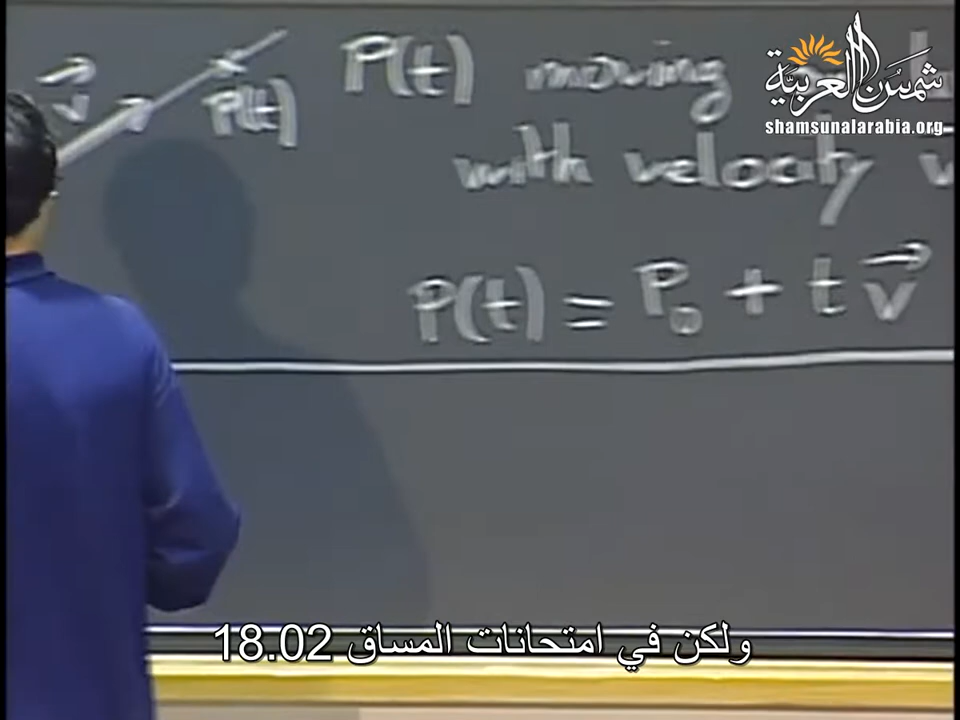 P(t) moving
with velocity v
v⃗
P(t)
P(t) = P₀ + t v⃗
شمس العربية
shamsunalarabia.org
ولكن في امتحانات المساق 18.02